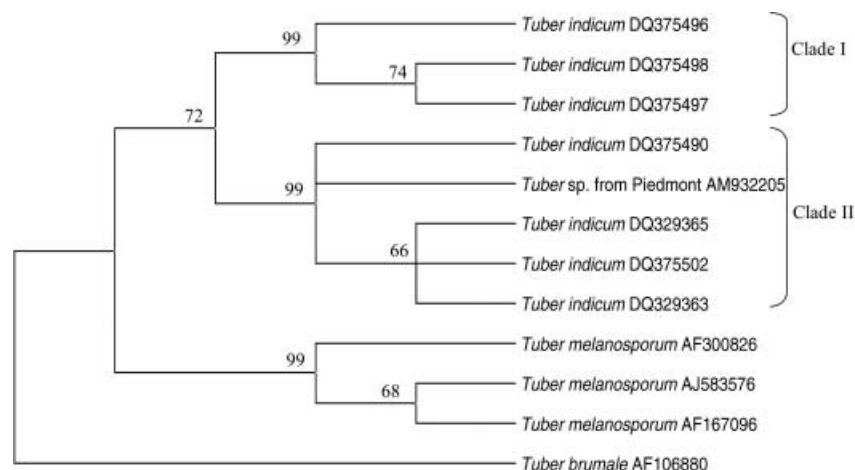 Tuber indicum DQ375496
99
Clade I
Tuber indicum DQ375498
74
Tuber indicum DQ375497
72
Tuber indicum DQ375490
Tuber sp. from Piedmont AM932205
99
Clade II
Tuber indicum DQ329365
66
Tuber indicum DQ375502
Tuber indicum DQ329363
Tuber melanosporum AF300826
99
Tuber melanosporum AJ583576
68
Tuber melanosporum AF167096
Tuber brumale AF106880